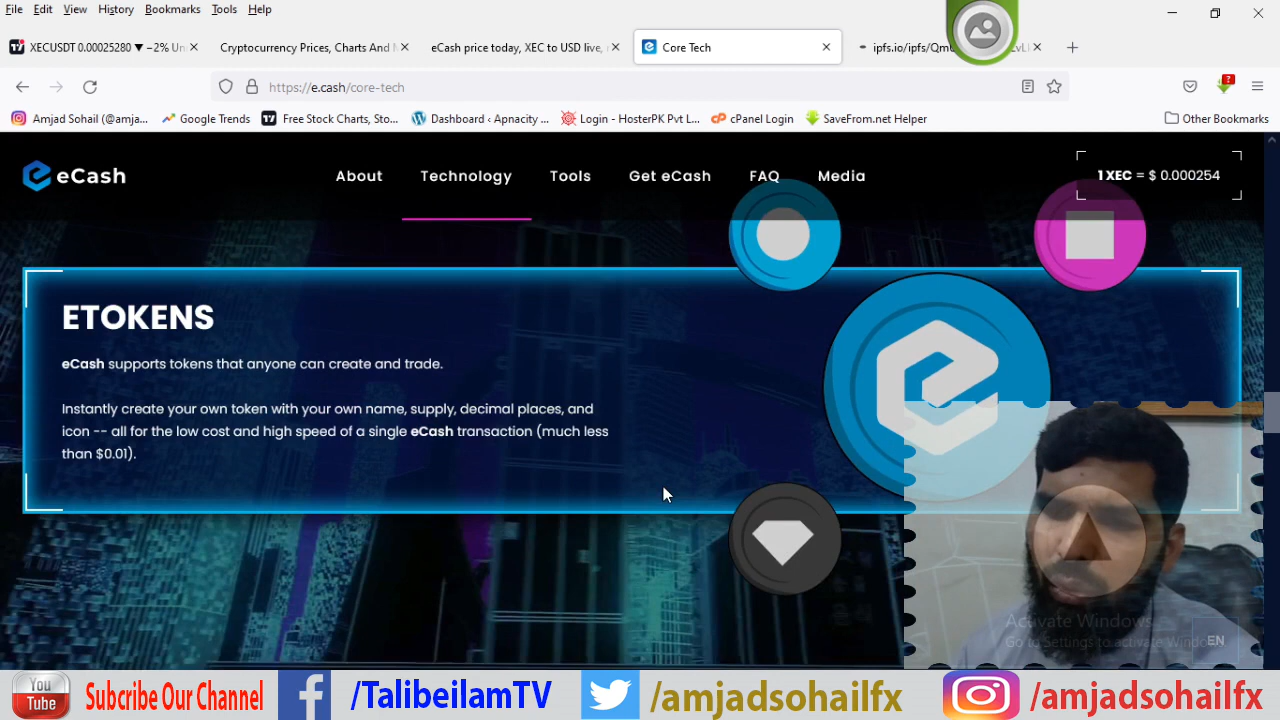 File Edit View History Bookmarks Tools Help
XECUSDT 0.00025280 ▼ −2% Un
Cryptocurrency Prices, Charts And M
eCash price today, XEC to USD live,
Core Tech
ipfs.io/ipfs/Qm
https://e.cash/core-tech
Amjad Sohail (@amja...
Google Trends
Free Stock Charts, Sto...
Dashboard ‹ Apnacity ...
Login - HosterPK Pvt L...
cPanel Login
SaveFrom.net Helper
Other Bookmarks
eCash
About Technology Tools Get eCash FAQ Media
1 XEC = $ 0.000254
ETOKENS
eCash supports tokens that anyone can create and trade.
Instantly create your own token with your own name, supply, decimal places, and
icon -- all for the low cost and high speed of a single eCash transaction (much less
than $0.01).
Activate Windows
Go to Settings to activate Windows.
EN
You
Tube
Subcribe Our Channel
/TalibeilamTV
/amjadsohailfx
/amjadsohailfx